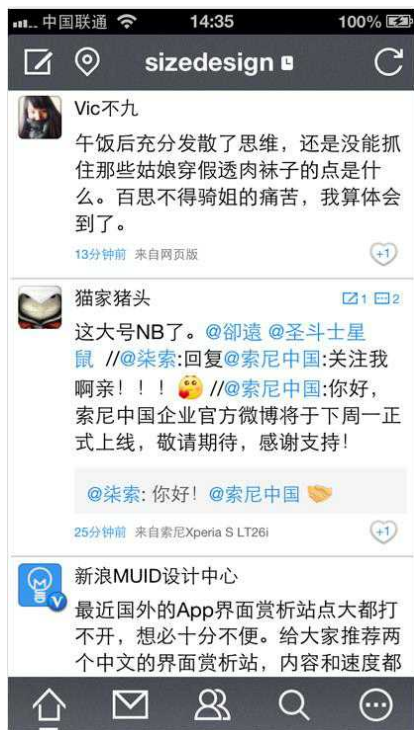 中国联通 14:35 100%
sizedesign
Vic不九
午饭后充分发散了思维，还是没能抓
住那些姑娘穿假透肉袜子的点是什
么。百思不得骑姐的痛苦，我算体会
到了。
13分钟前 来自网页版 +1
猫家猪头 1 2
这大号NB了。@卻遠 @圣斗士星
鼠 //@柒索:回复@索尼中国:关注我
啊亲！！！ //@索尼中国:你好，
索尼中国企业官方微博将于下周一正
式上线，敬请期待，感谢支持！
@柒索: 你好！@索尼中国
25分钟前 来自索尼Xperia S LT26i +1
新浪MUID设计中心
最近国外的App界面赏析站点大都打
不开，想必十分不便。给大家推荐两
个中文的界面赏析站，内容和速度都